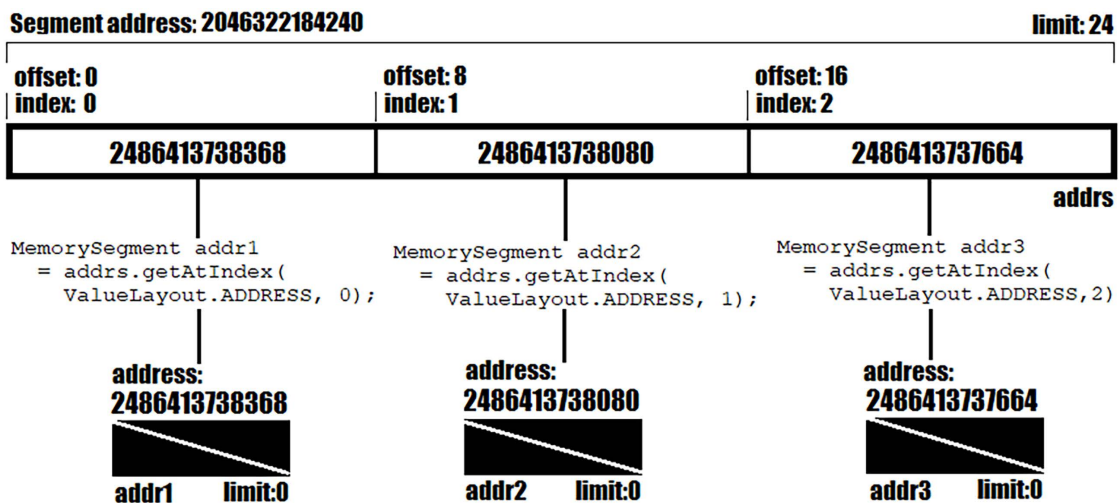 Segment address: 2046322184240 limit: 24
offset: 0 offset: 8 offset: 16
index: 0 index: 1 index: 2
2486413738368 2486413738080 2486413737664
addrs
MemorySegment addr1
= addrs.getAtIndex(
ValueLayout.ADDRESS, 0);
MemorySegment addr2
= addrs.getAtIndex(
ValueLayout.ADDRESS, 1);
MemorySegment addr3
= addrs.getAtIndex(
ValueLayout.ADDRESS,2)
address:
2486413738368
addr1 limit:0
address:
2486413738080
addr2 limit:0
address:
2486413737664
addr3 limit:0